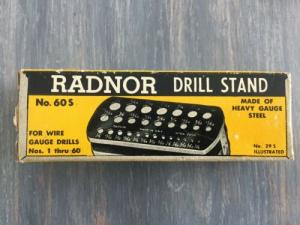 RADNOR DRILL STAND
No. 60 S
MADE OF
HEAVY GAUGE
STEEL
FOR WIRE
GAUGE DRILLS
Nos. 1 thru 60
No. 29 S
ILLUSTRATED